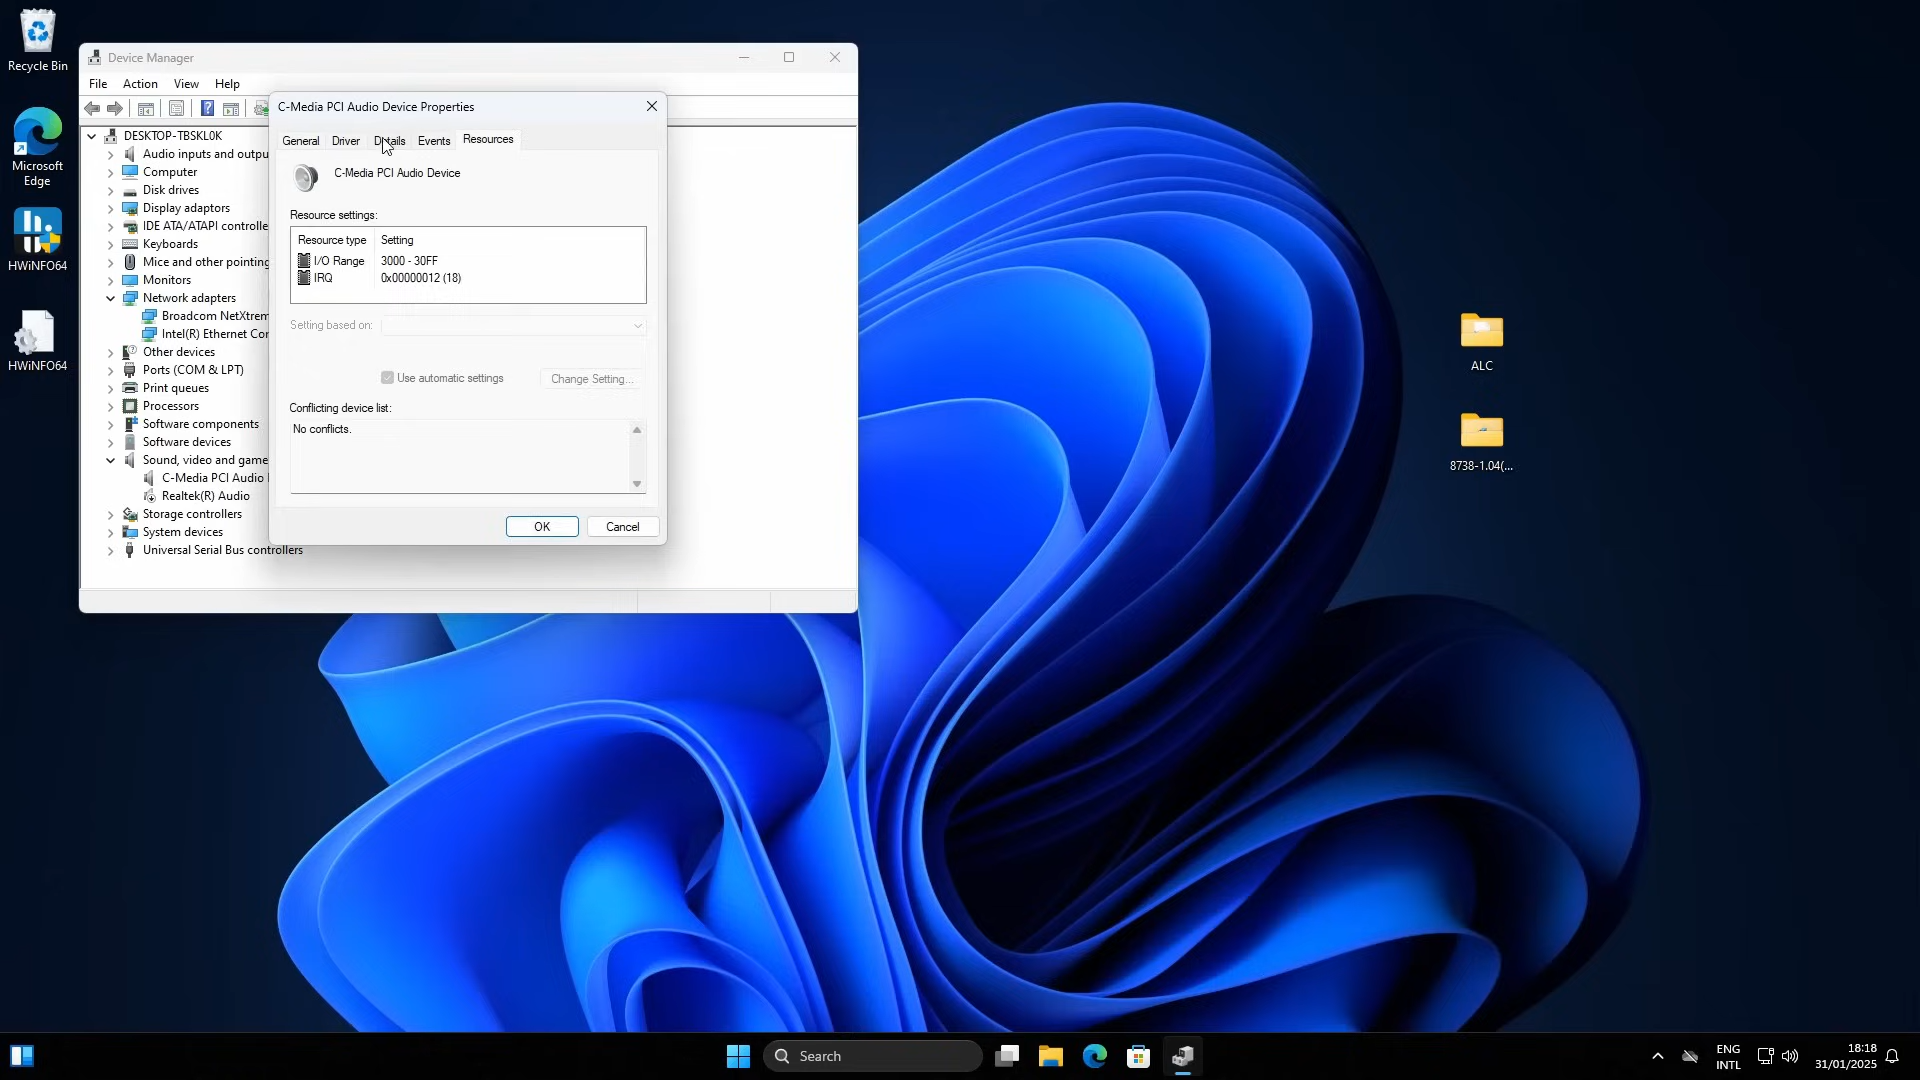 Recycle Bin
Microsoft
Edge
HWiNFO64
HWiNFO64
Device Manager
File Action View Help
DESKTOP-TBSKL0K
Audio inputs and outpu
Computer
Disk drives
Display adaptors
IDE ATA/ATAPI controlle
Keyboards
Mice and other pointing
Monitors
Network adapters
Broadcom NetXtrem
Intel(R) Ethernet Cor
Other devices
Ports (COM & LPT)
Print queues
Processors
Software components
Software devices
Sound, video and game
C-Media PCI Audio
Realtek(R) Audio
Storage controllers
System devices
Universal Serial Bus controllers
C-Media PCI Audio Device Properties
General Driver Details Events Resources
C-Media PCI Audio Device
Resource settings:
Resource type Setting
I/O Range 3000 - 30FF
IRQ 0x00000012 (18)
Setting based on:
Use automatic settings Change Setting...
Conflicting device list:
No conflicts.
OK Cancel
ALC
8738-1.04(...
Search
ENG
INTL
18:18
31/01/2025